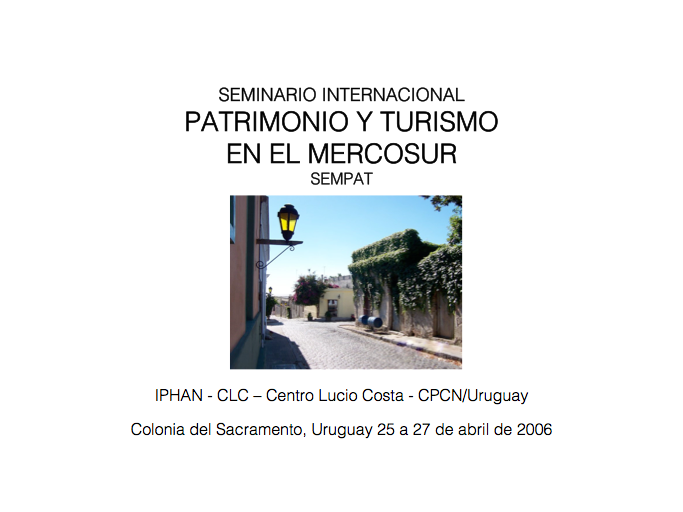 SEMINARIO INTERNACIONAL
PATRIMONIO Y TURISMO
EN EL MERCOSUR
SEMPAT
IPHAN - CLC – Centro Lucio Costa - CPCN/Uruguay
Colonia del Sacramento, Uruguay 25 a 27 de abril de 2006